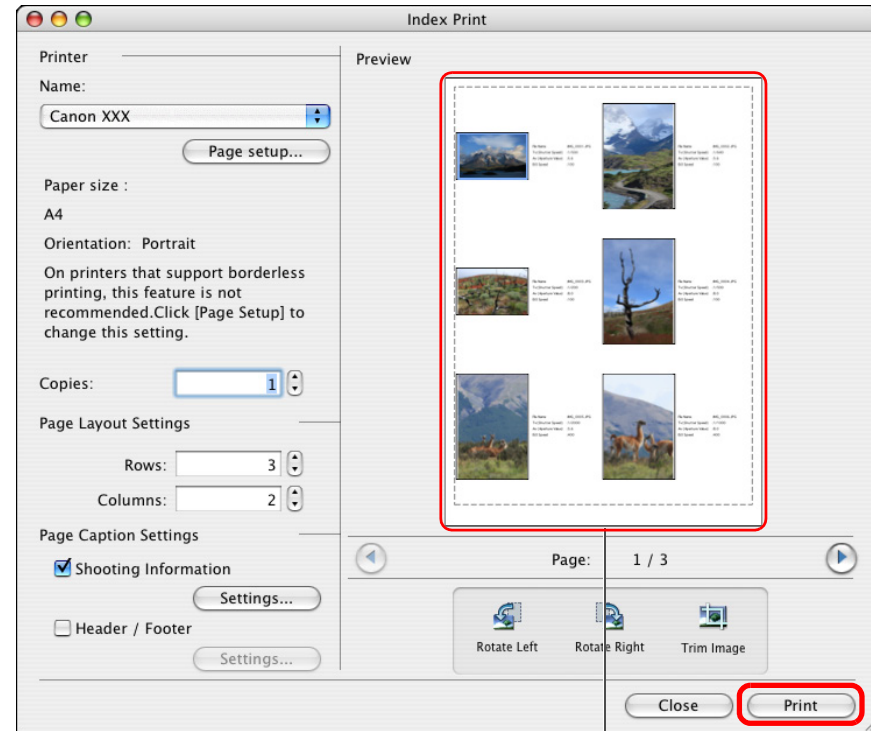 Index Print
Printer
Name:
Canon XXX
Page setup...
Paper size :
A4
Orientation: Portrait
On printers that support borderless
printing, this feature is not
recommended.Click [Page Setup] to
change this setting.
Copies:
1
Page Layout Settings
Rows:
3
Columns:
2
Page Caption Settings
Shooting Information
Settings...
Header / Footer
Settings...
Preview
Page: 1 / 3
Rotate Left
Rotate Right
Trim Image
Close
Print